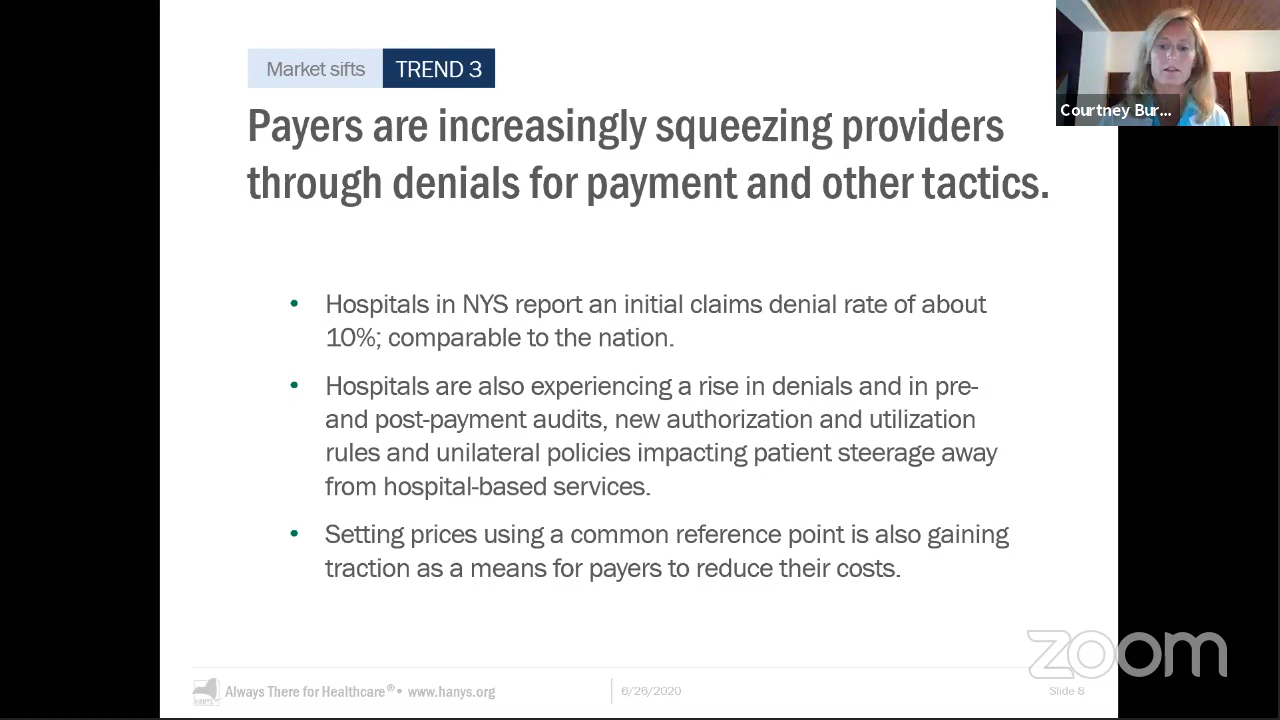 Market sifts TREND 3
Courtney Bur...
Payers are increasingly squeezing providers
through denials for payment and other tactics.
• Hospitals in NYS report an initial claims denial rate of about
10%; comparable to the nation.
• Hospitals are also experiencing a rise in denials and in pre-
and post-payment audits, new authorization and utilization
rules and unilateral policies impacting patient steerage away
from hospital-based services.
• Setting prices using a common reference point is also gaining
traction as a means for payers to reduce their costs.
zoom
HANYS Always There for Healthcare®• www.hanys.org 6/26/2020 Slide 8